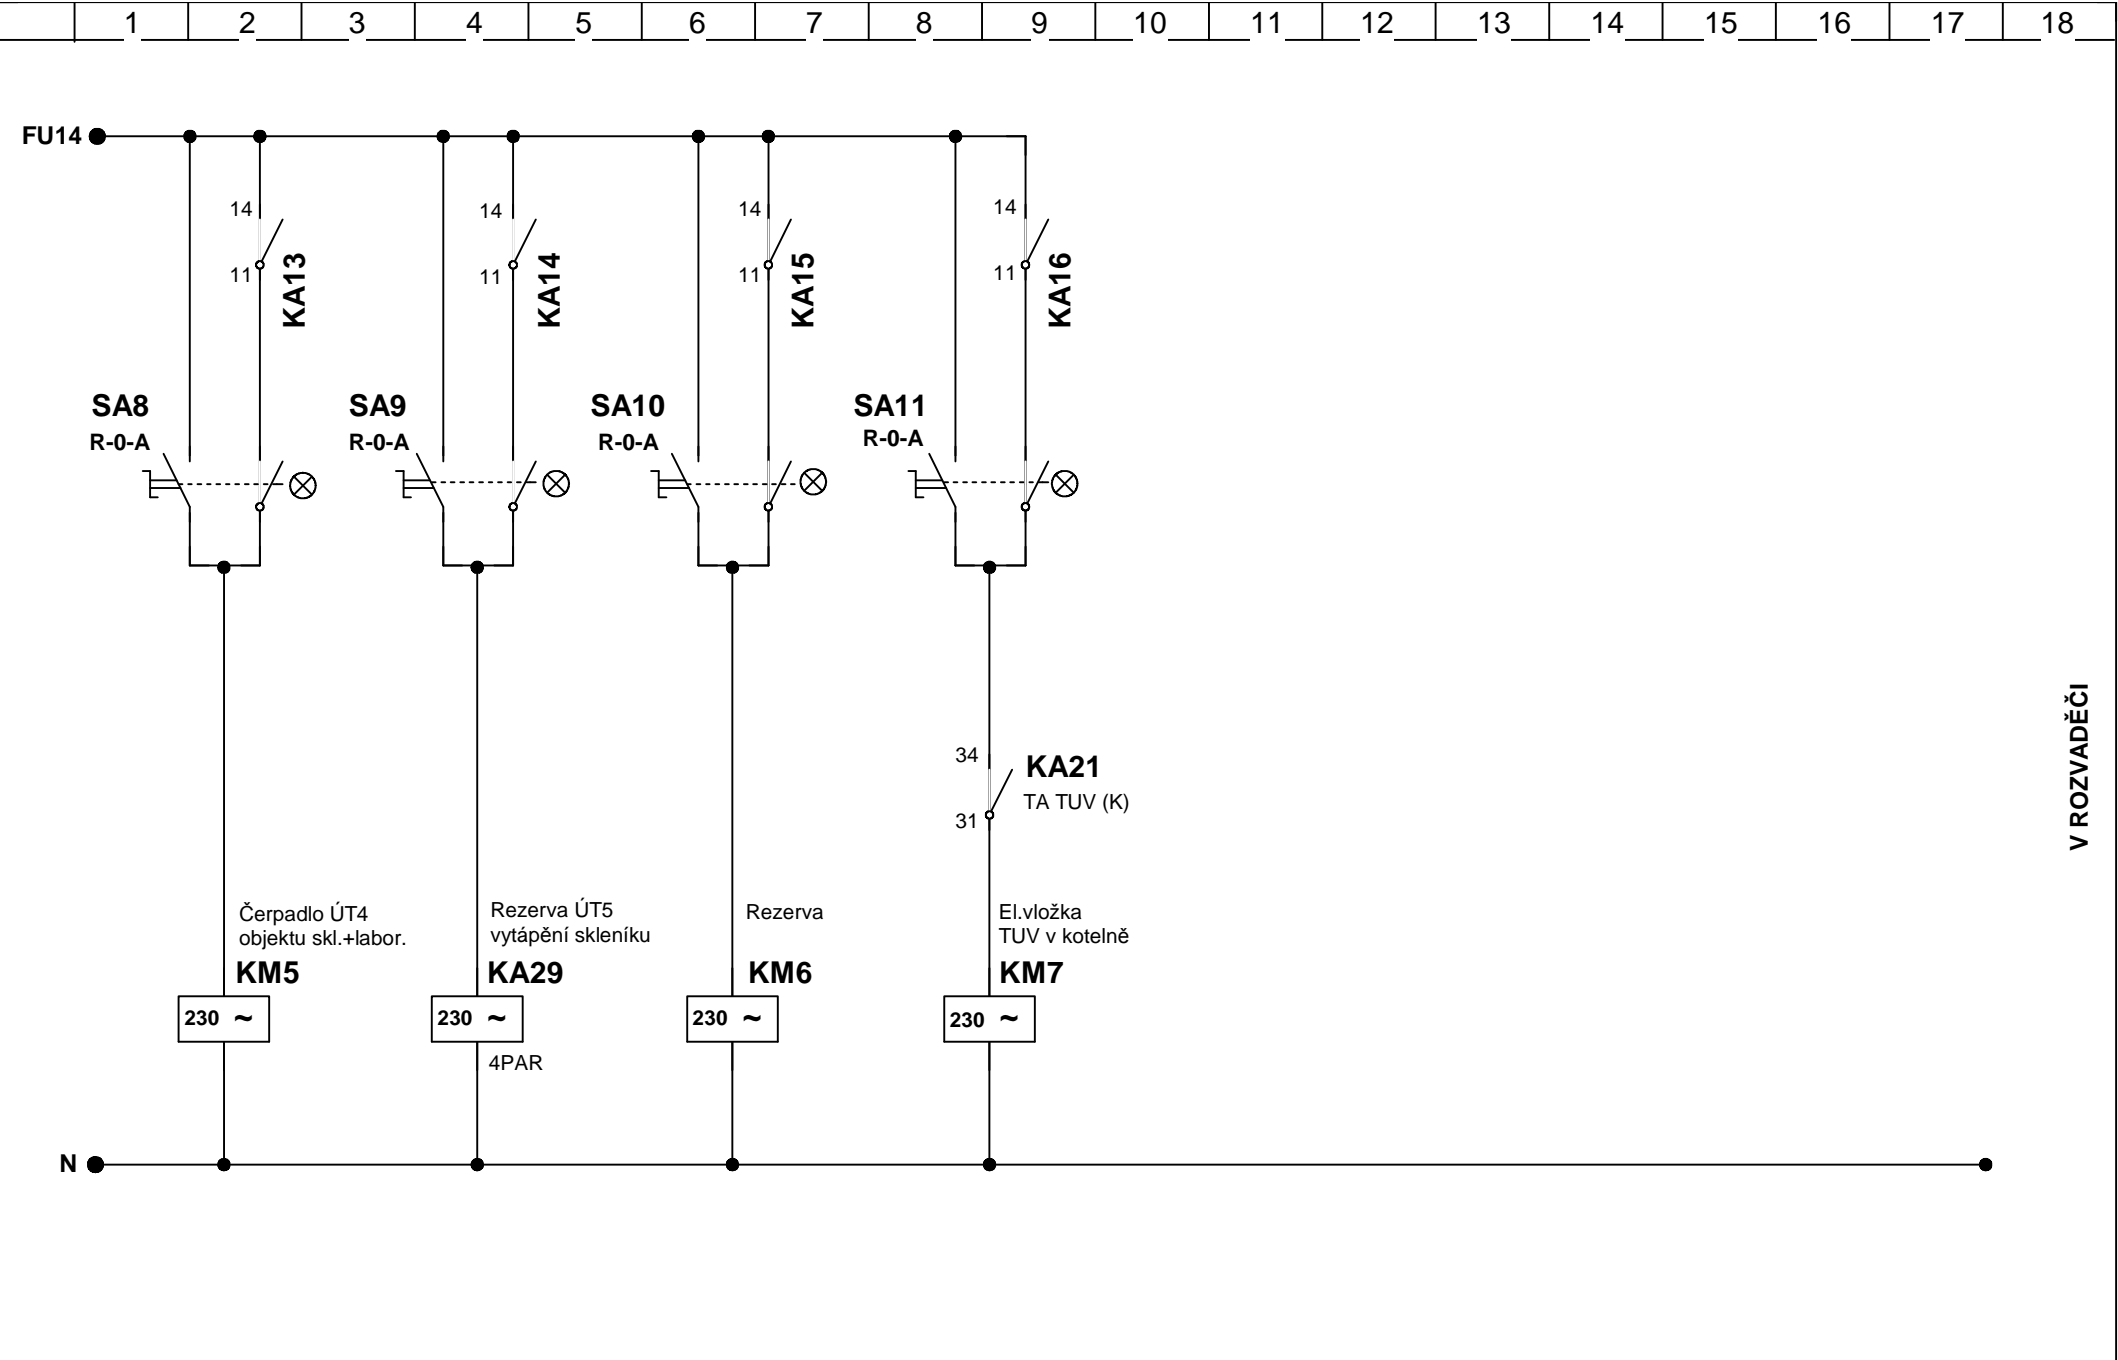 1 2 3 4 5 6 7 8 9 10 11 12 13 14 15 16 17 18
FU14
14 14 14 14
11 11 11 11
KA13 KA14 KA15 KA16
SA8 SA9 SA10 SA11
R-0-A R-0-A R-0-A R-0-A
34
KA21
TA TUV (K)
31
V ROZVADĚČI
Čerpadlo ÚT4
objektu skl.+labor.
KM5
230 ~
Rezerva ÚT5
vytápění skleníku
KA29
230 ~
4PAR
Rezerva
KM6
230 ~
El.vložka
TUV v kotelně
KM7
230 ~
N